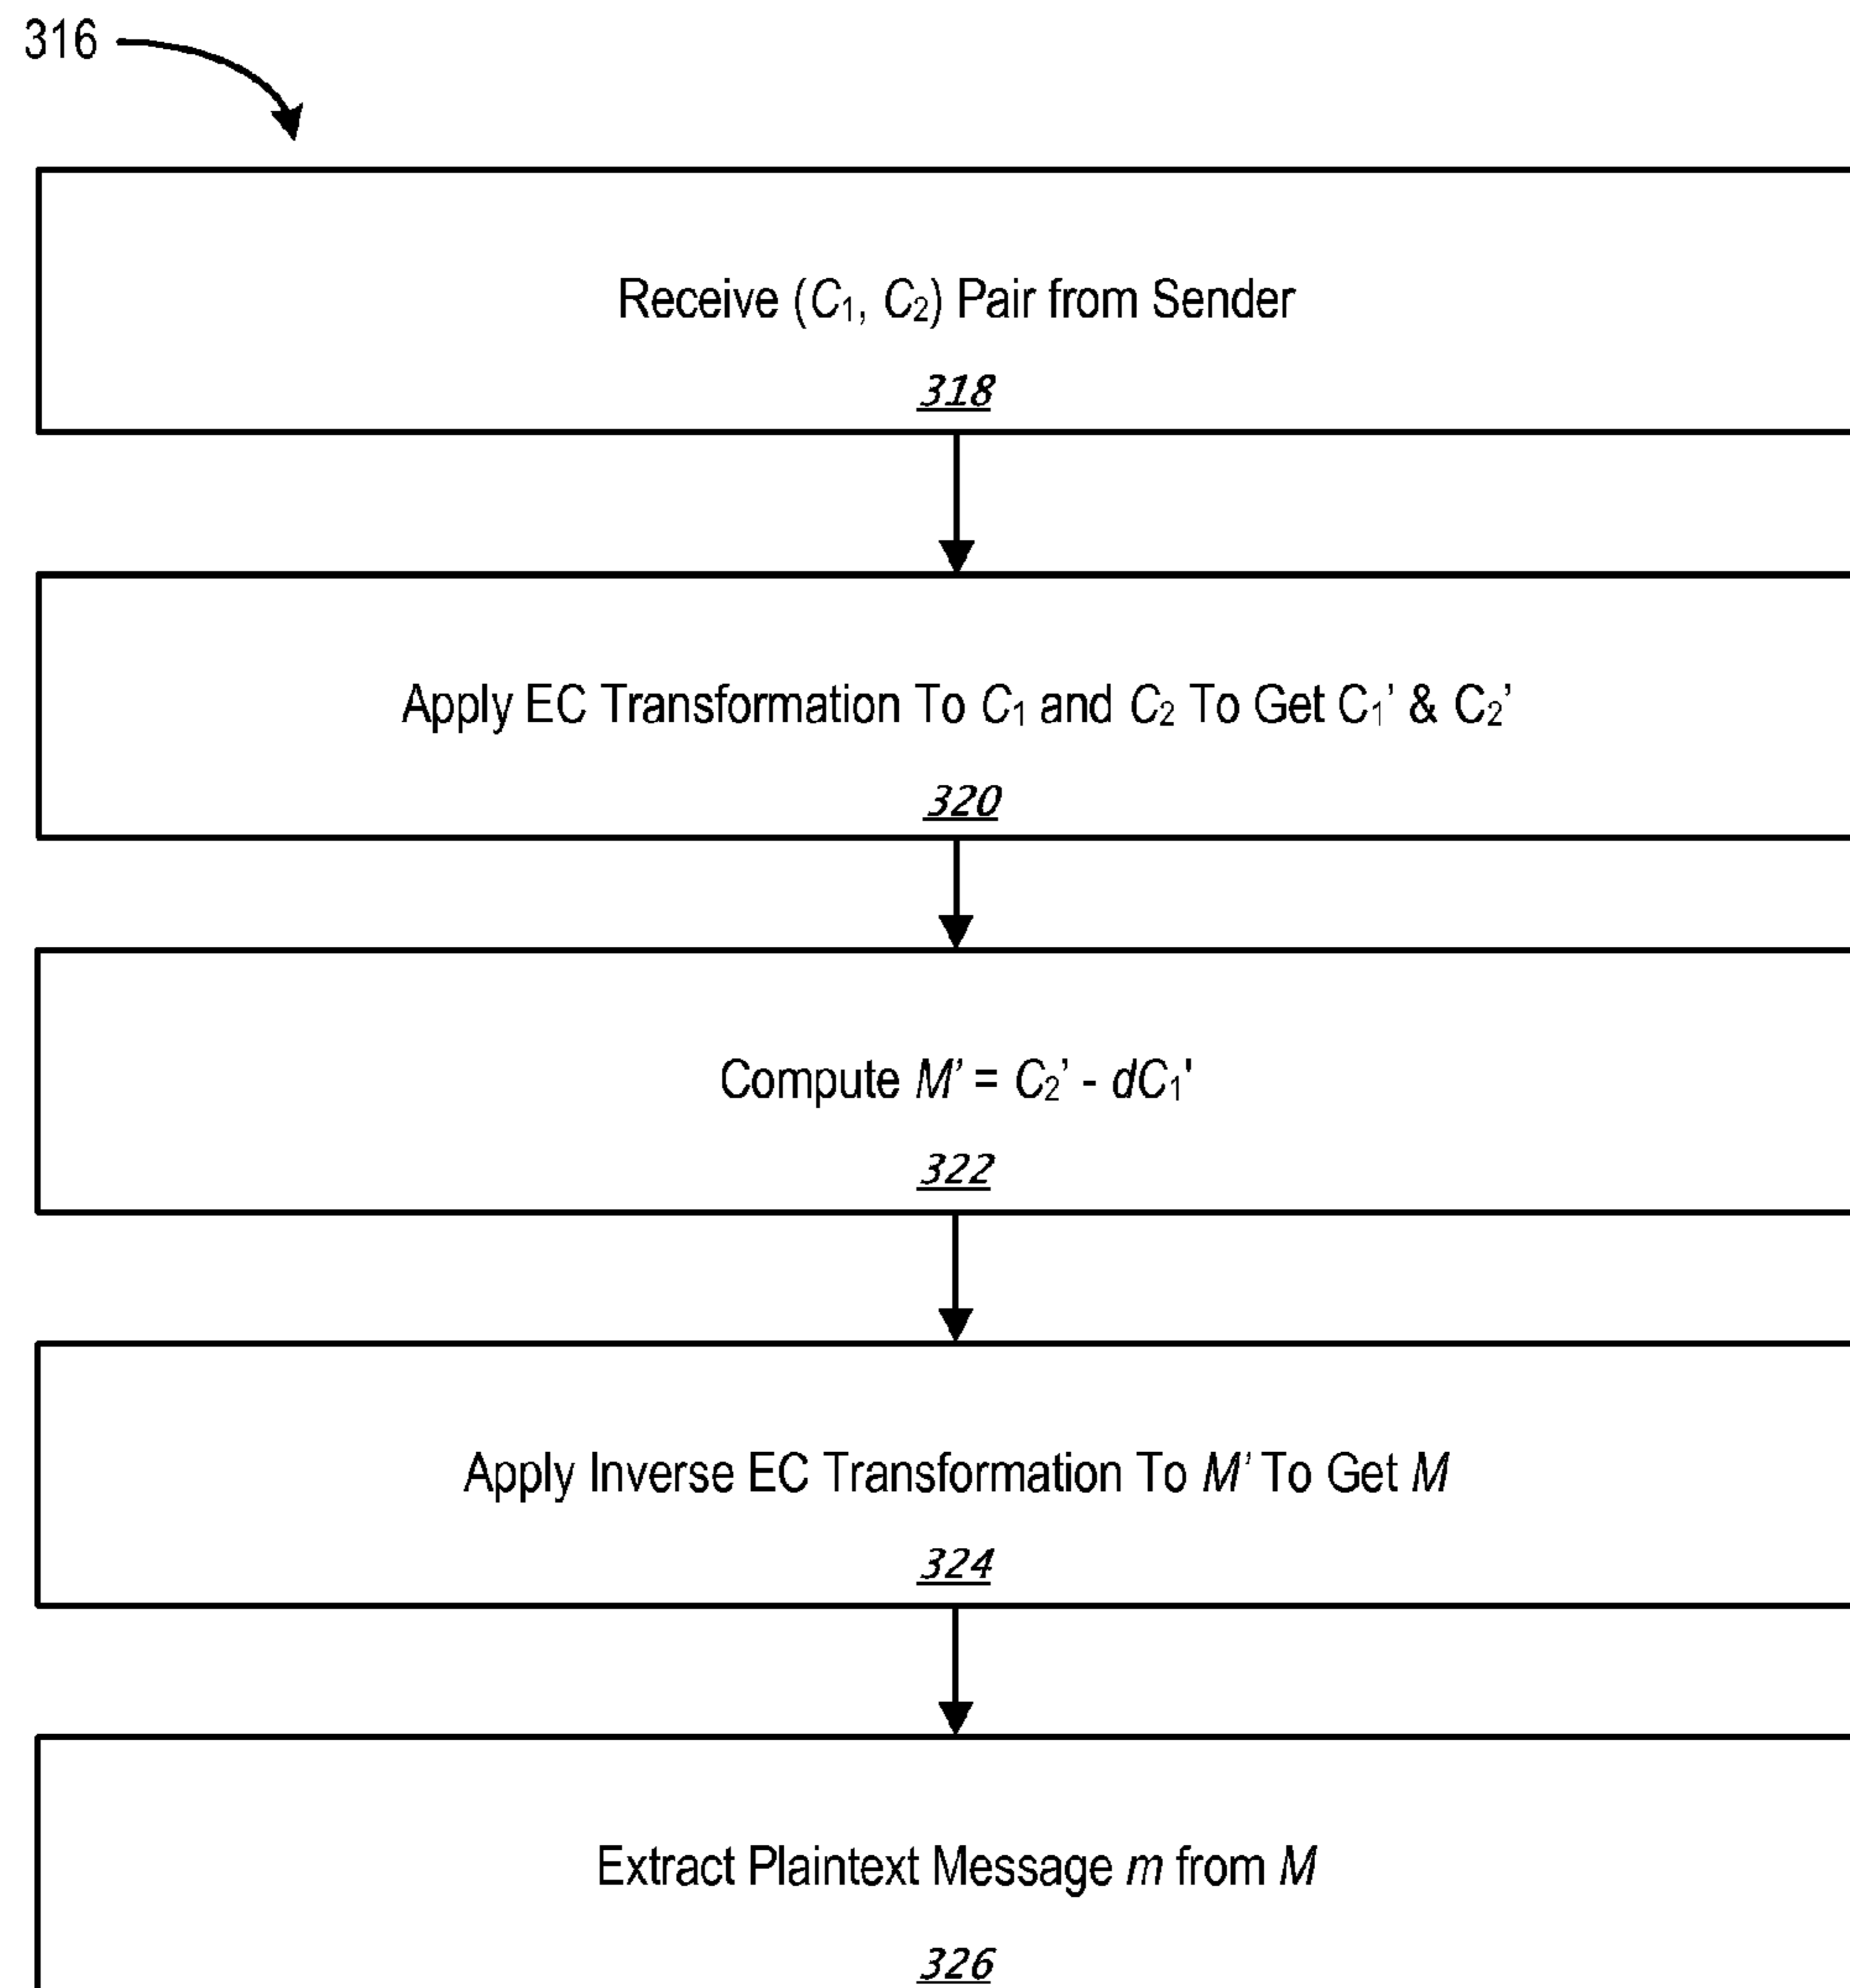 316
Receive (C₁, C₂) Pair from Sender
318
Apply EC Transformation To C₁ and C₂ To Get C₁’ & C₂’
320
Compute M’ = C₂’ - dC₁'
322
Apply Inverse EC Transformation To M’ To Get M
324
Extract Plaintext Message m from M
326